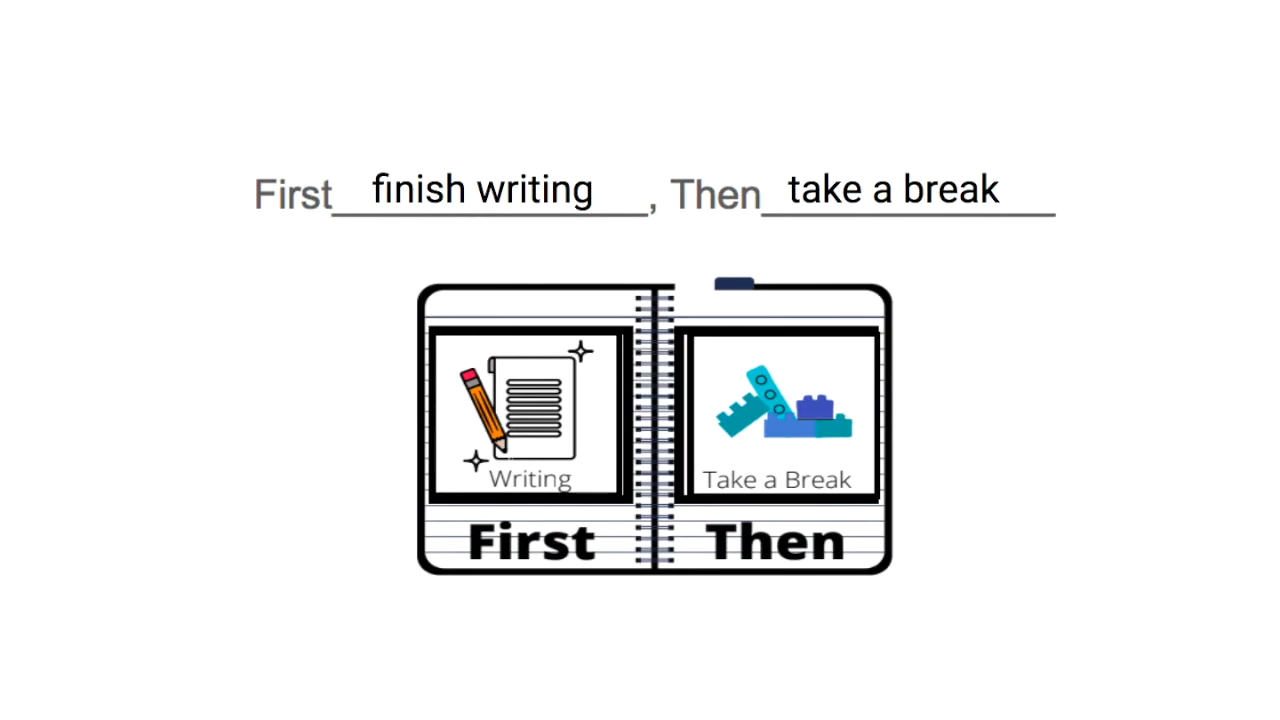 First finish writing, Then take a break
Writing Take a Break
First Then